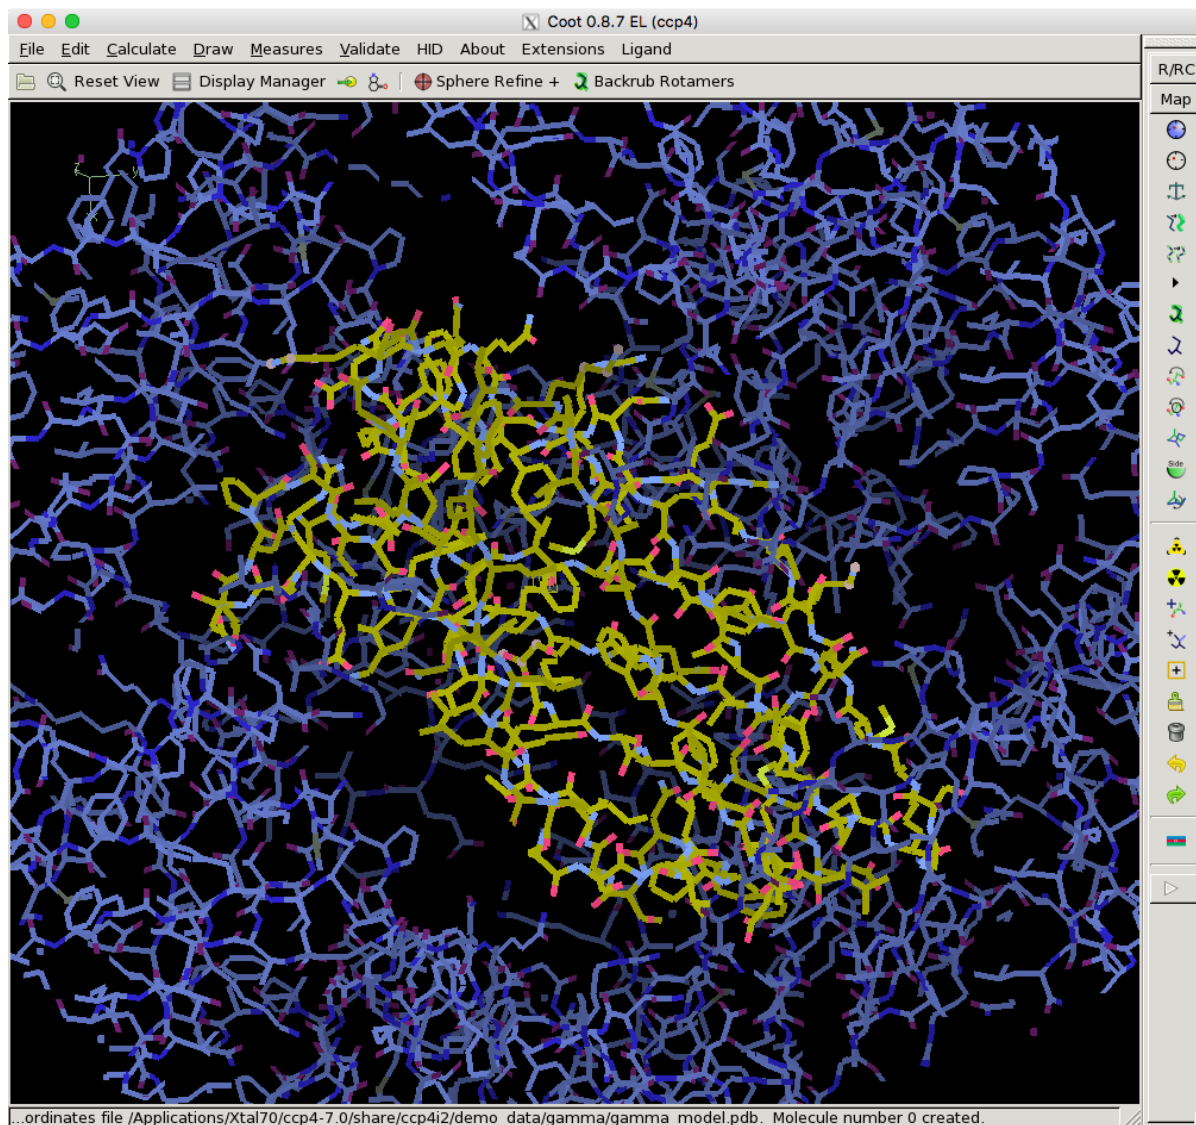 Coot 0.8.7 EL (ccp4)
File Edit Calculate Draw Measures Validate HID About Extensions Ligand
R/RC
Reset View Display Manager Sphere Refine + Backrub Rotamers
Map
z
y
x
Side
...ordinates file /Applications/Xtal70/ccp4-7.0/share/ccp4i2/demo_data/gamma/gamma_model.pdb. Molecule number 0 created.